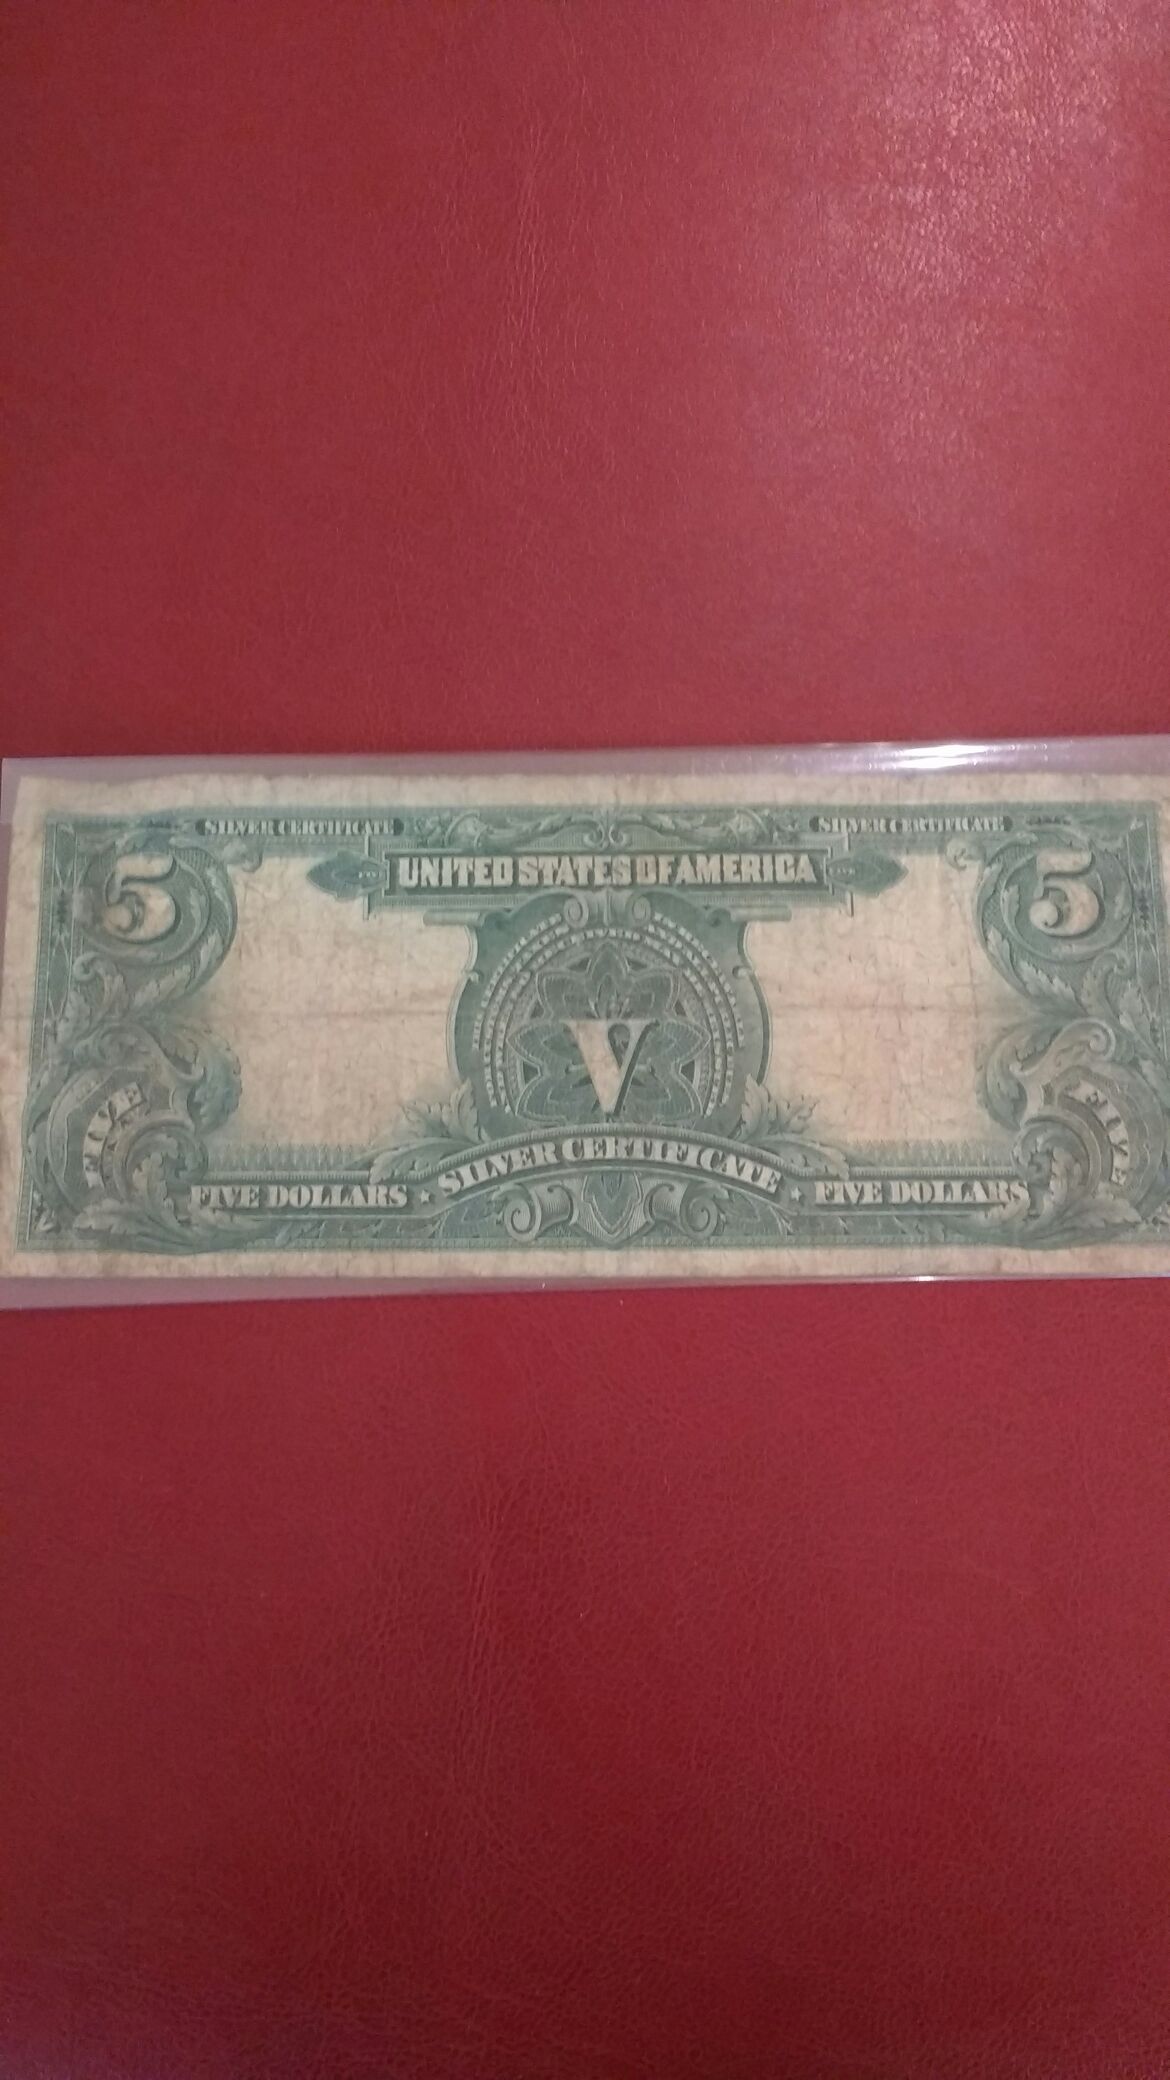 SILVER CERTIFICATE SILVER CERTIFICATE
5 UNITED STATES OF AMERICA 5
V
FIVE FIVE
SILVER CERTIFICATE
FIVE DOLLARS FIVE DOLLARS